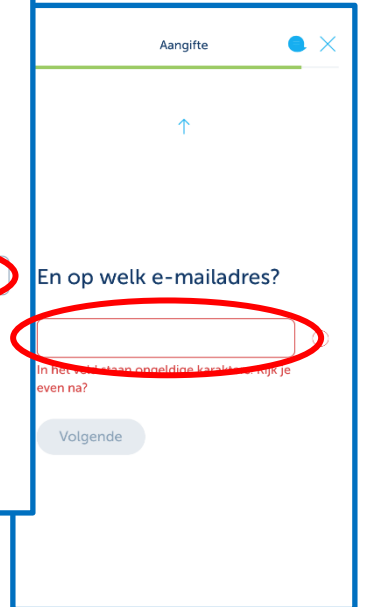 Aangifte
En op welk e-mailadres?
In het veld staan ongeldige karakters. Kijk je
even na?
Volgende